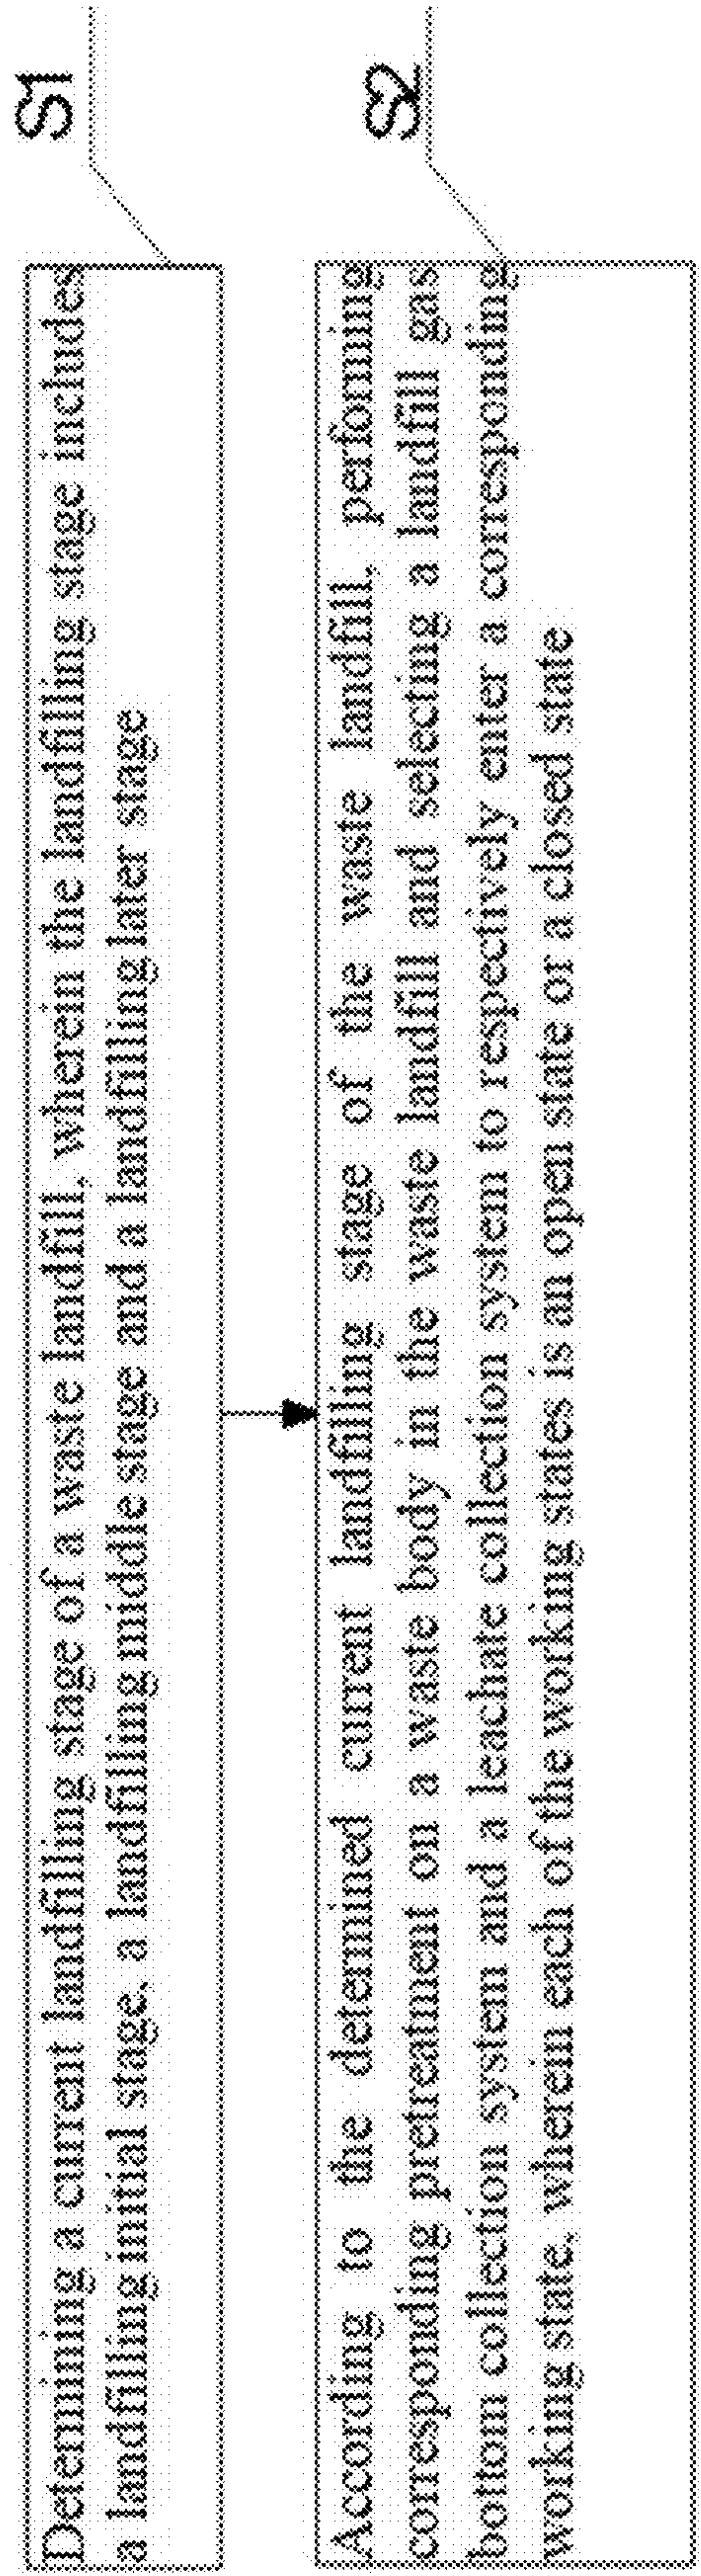 Determining a current landfilling stage of a waste landfill, wherein the landfilling stage includes
a landfilling initial stage, a landfilling middle stage and a landfilling later stage
S1
According to the determined current landfilling stage of the waste landfill, performing
corresponding pretreatment on a waste body in the waste landfill and selecting a landfill gas
bottom collection system and a leachate collection system to respectively enter a corresponding
working state, wherein each of the working states is an open state or a closed state
S2